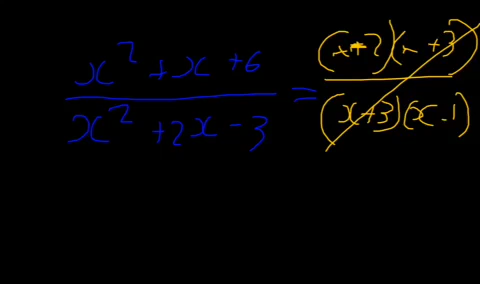 x² + x + 6 / x² + 2x - 3 = (x - 2)(x + 3) / (x + 3)(x - 1)